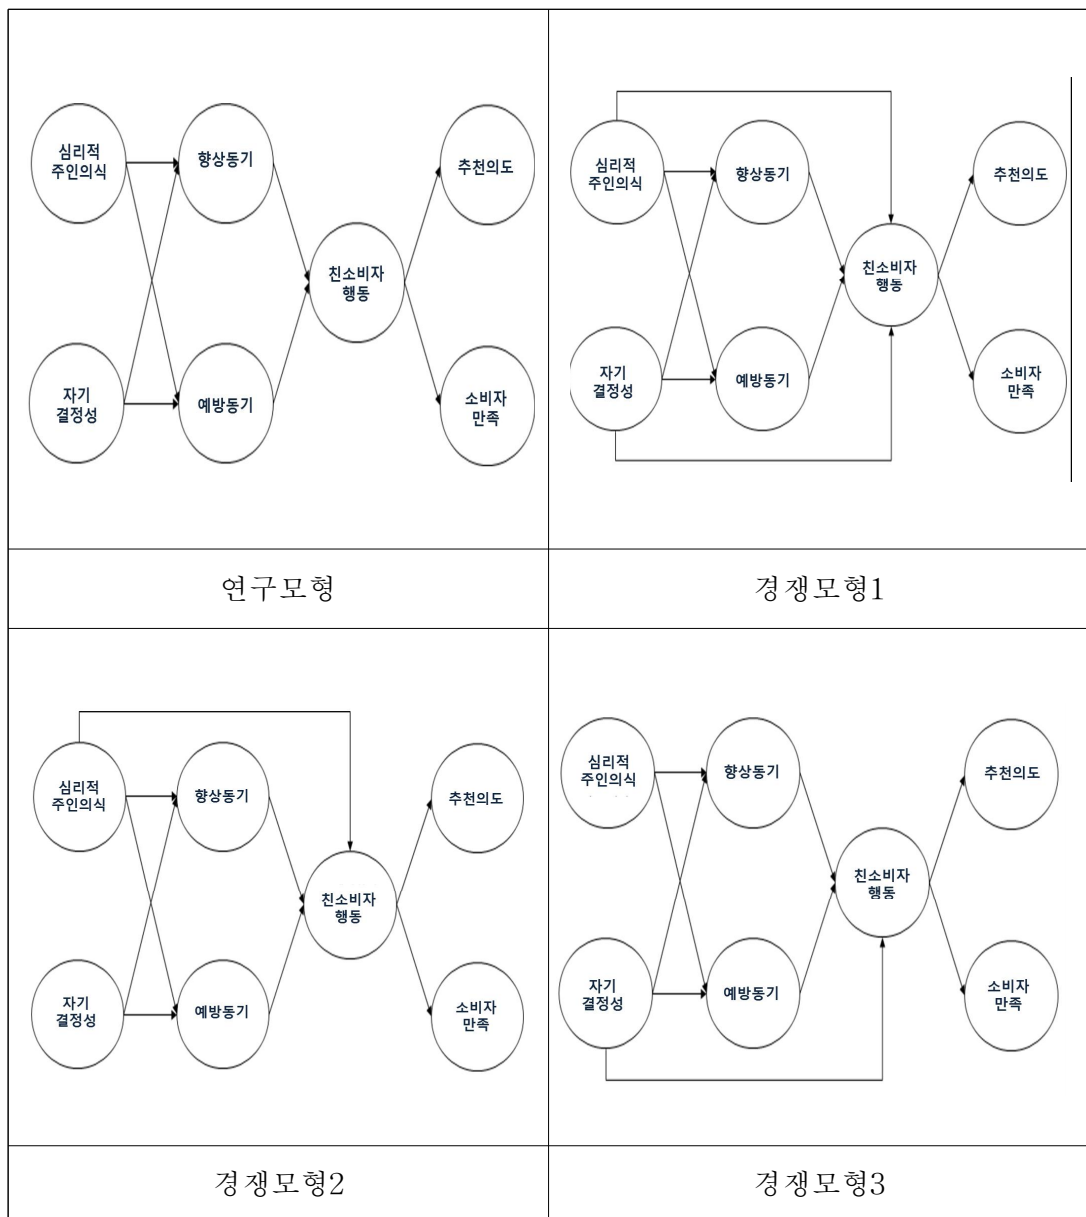 심리적
주인의식
향상동기
추천의도
친소비자
행동
자기
결정성
예방동기
소비자
만족
심리적
주인의식
향상동기
추천의도
친소비자
행동
자기
결정성
예방동기
소비자
만족
연구모형
경쟁모형1
심리적
주인의식
향상동기
추천의도
친소비자
행동
자기
결정성
예방동기
소비자
만족
심리적
주인의식
향상동기
추천의도
친소비자
행동
자기
결정성
예방동기
소비자
만족
경쟁모형2
경쟁모형3